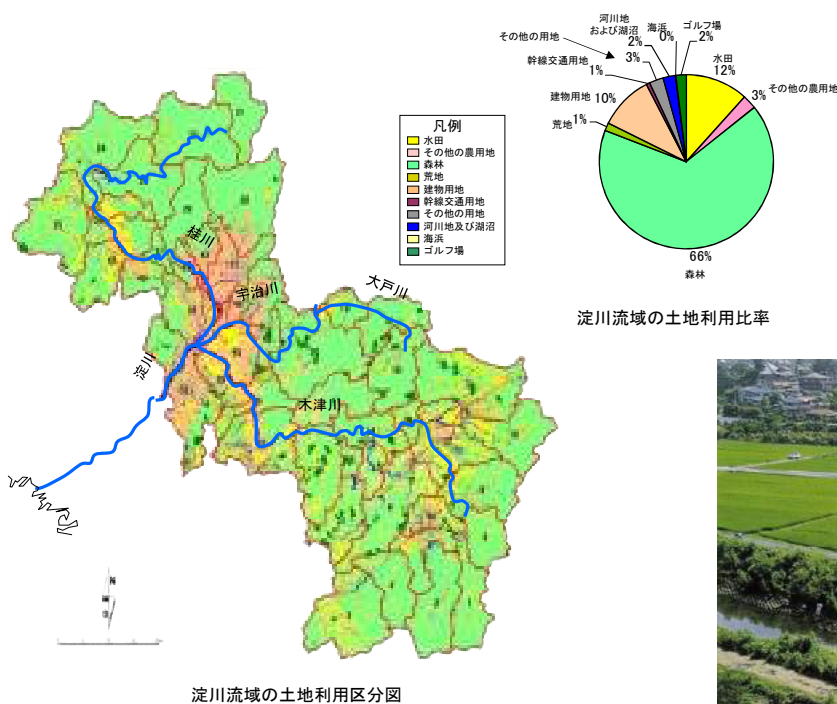 河川地
および湖沼
2%
海浜
0%
ゴルフ場
2%
その他の用地
3%
幹線交通用地
1%
水田
12%
その他の農用地
3%
建物用地
10%
荒地
1%
66%
森林
凡例
水田
その他の農用地
森林
荒地
建物用地
幹線交通用地
その他の用地
河川地及び湖沼
海浜
ゴルフ場
桂川
宇治川
大戸川
淀川
木津川
淀川流域の土地利用比率
淀川流域の土地利用区分図